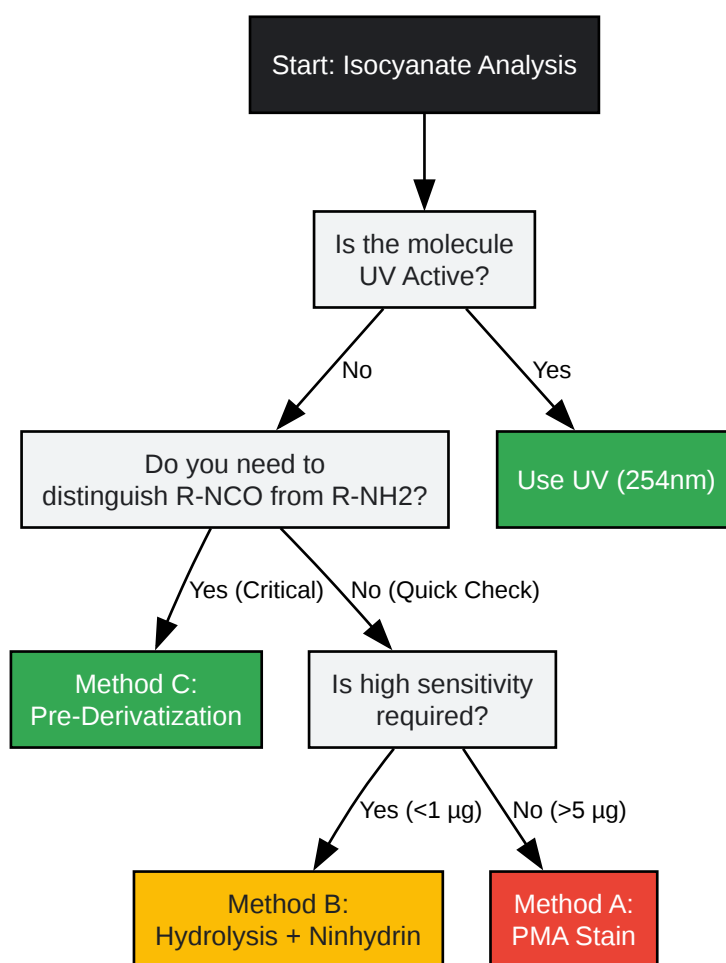 Start: Isocyanate Analysis
Is the molecule
UV Active?
No
Yes
Do you need to
distinguish R-NCO from R-NH2?
Use UV (254nm)
Yes (Critical)
No (Quick Check)
Method C:
Pre-Derivatization
Is high sensitivity
required?
Yes (<1 µg)
No (>5 µg)
Method B:
Hydrolysis + Ninhydrin
Method A:
PMA Stain